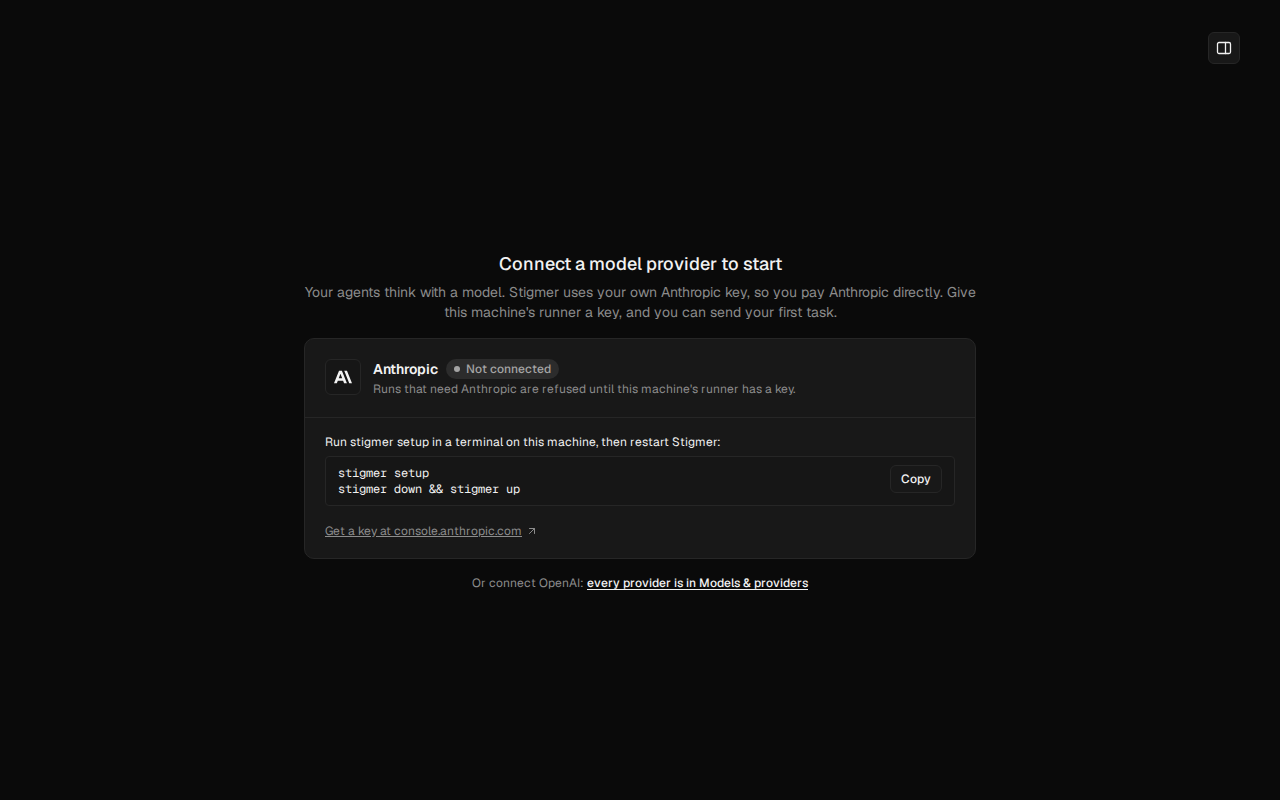 Connect a model provider to start
Your agents think with a model. Stigmer uses your own Anthropic key, so you pay Anthropic directly. Give
this machine's runner a key, and you can send your first task.
Anthropic
Not connected
Runs that need Anthropic are refused until this machine's runner has a key.
Run stigmer setup in a terminal on this machine, then restart Stigmer:
stigmer setup
stigmer down && stigmer up
Copy
Get a key at console.anthropic.com
Or connect OpenAI: every provider is in Models & providers